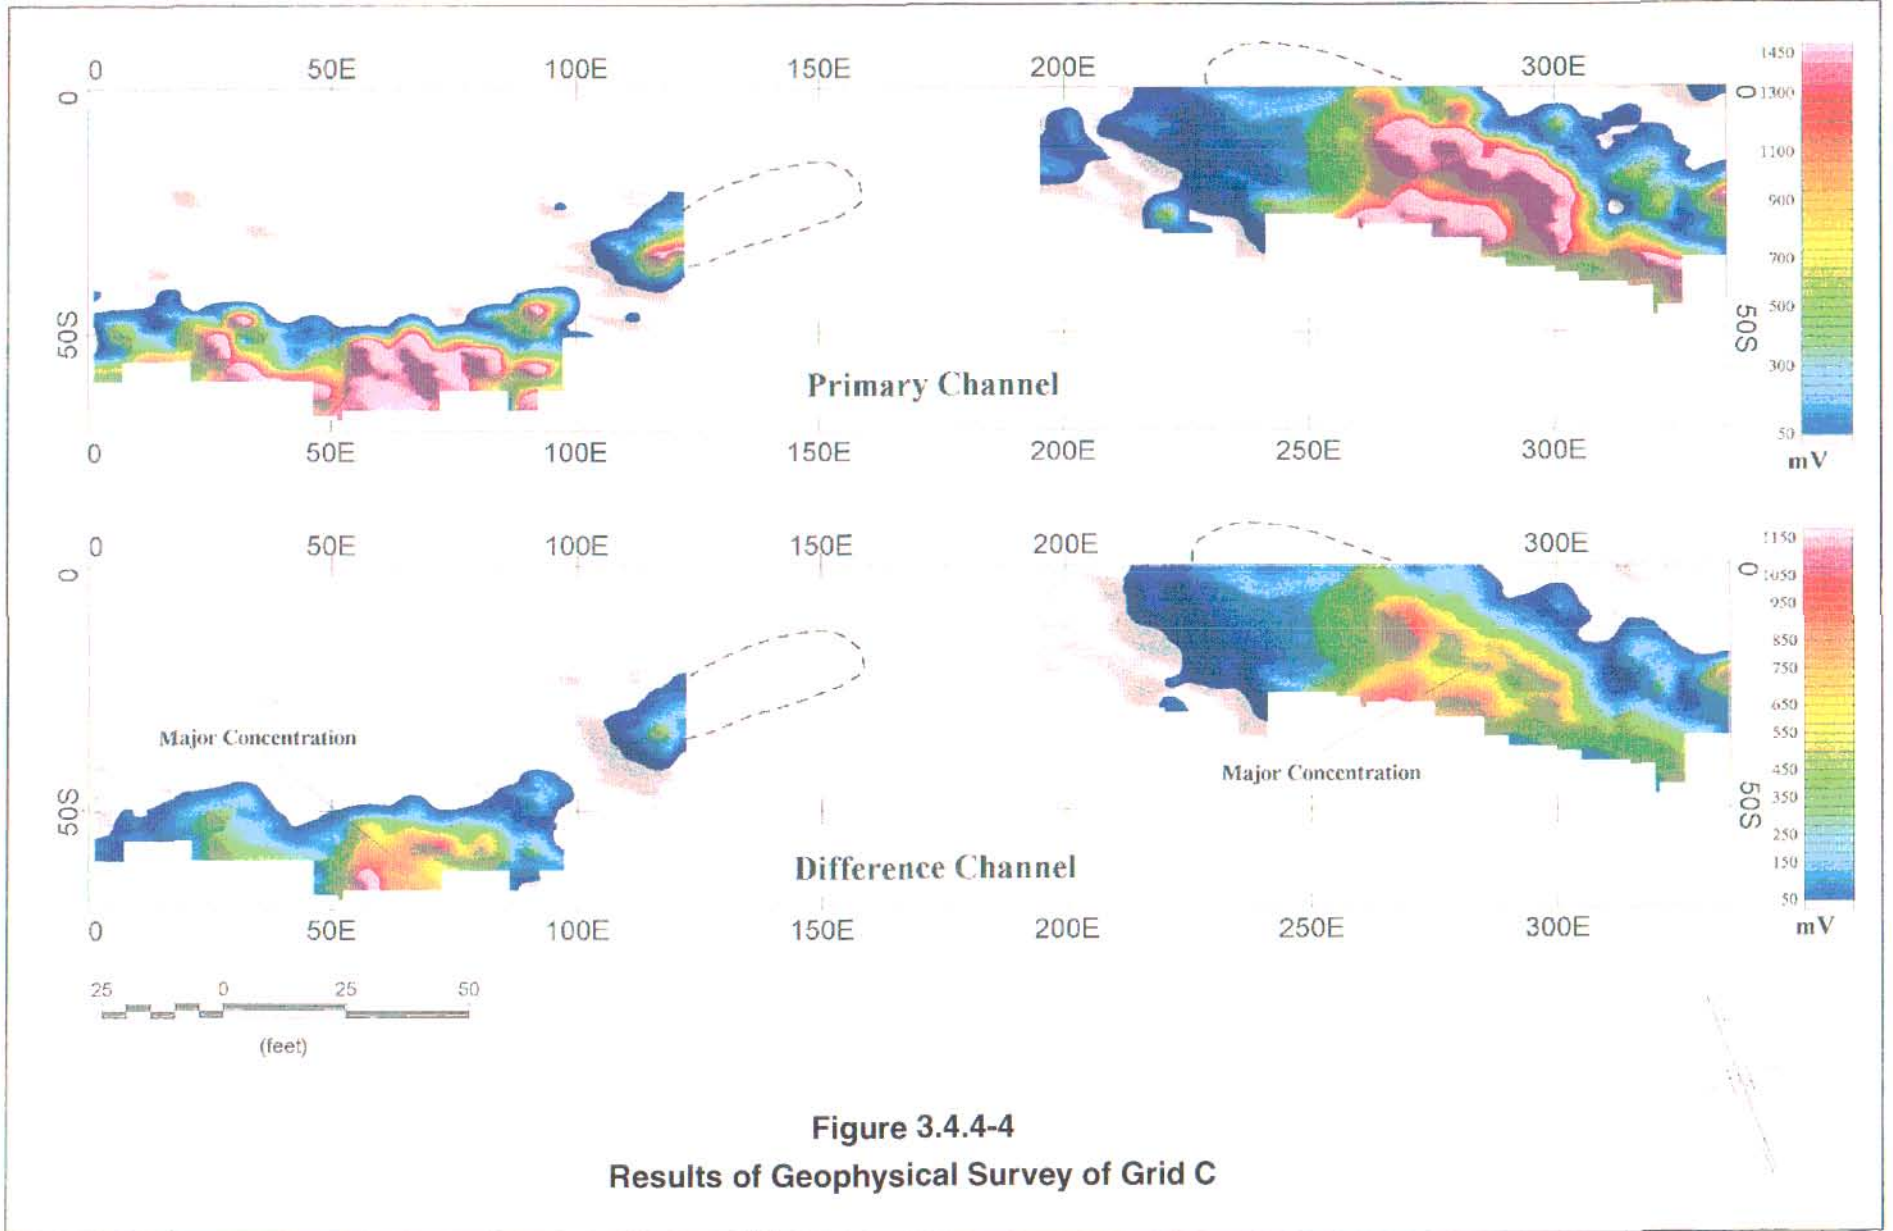 0 50E 100E 150E 200E 300E
0
50S
0
50S
1450
1300
1100
900
700
500
300
50
mV
Primary Channel
0 50E 100E 150E 200E 250E 300E
0 50E 100E 150E 200E 300E
0
50S
0
50S
1150
1050
950
850
750
650
550
450
350
250
150
50
mV
Major Concentration
Major Concentration
Difference Channel
0 50E 100E 150E 200E 250E 300E
25 0 25 50
(feet)
Figure 3.4.4-4
Results of Geophysical Survey of Grid C